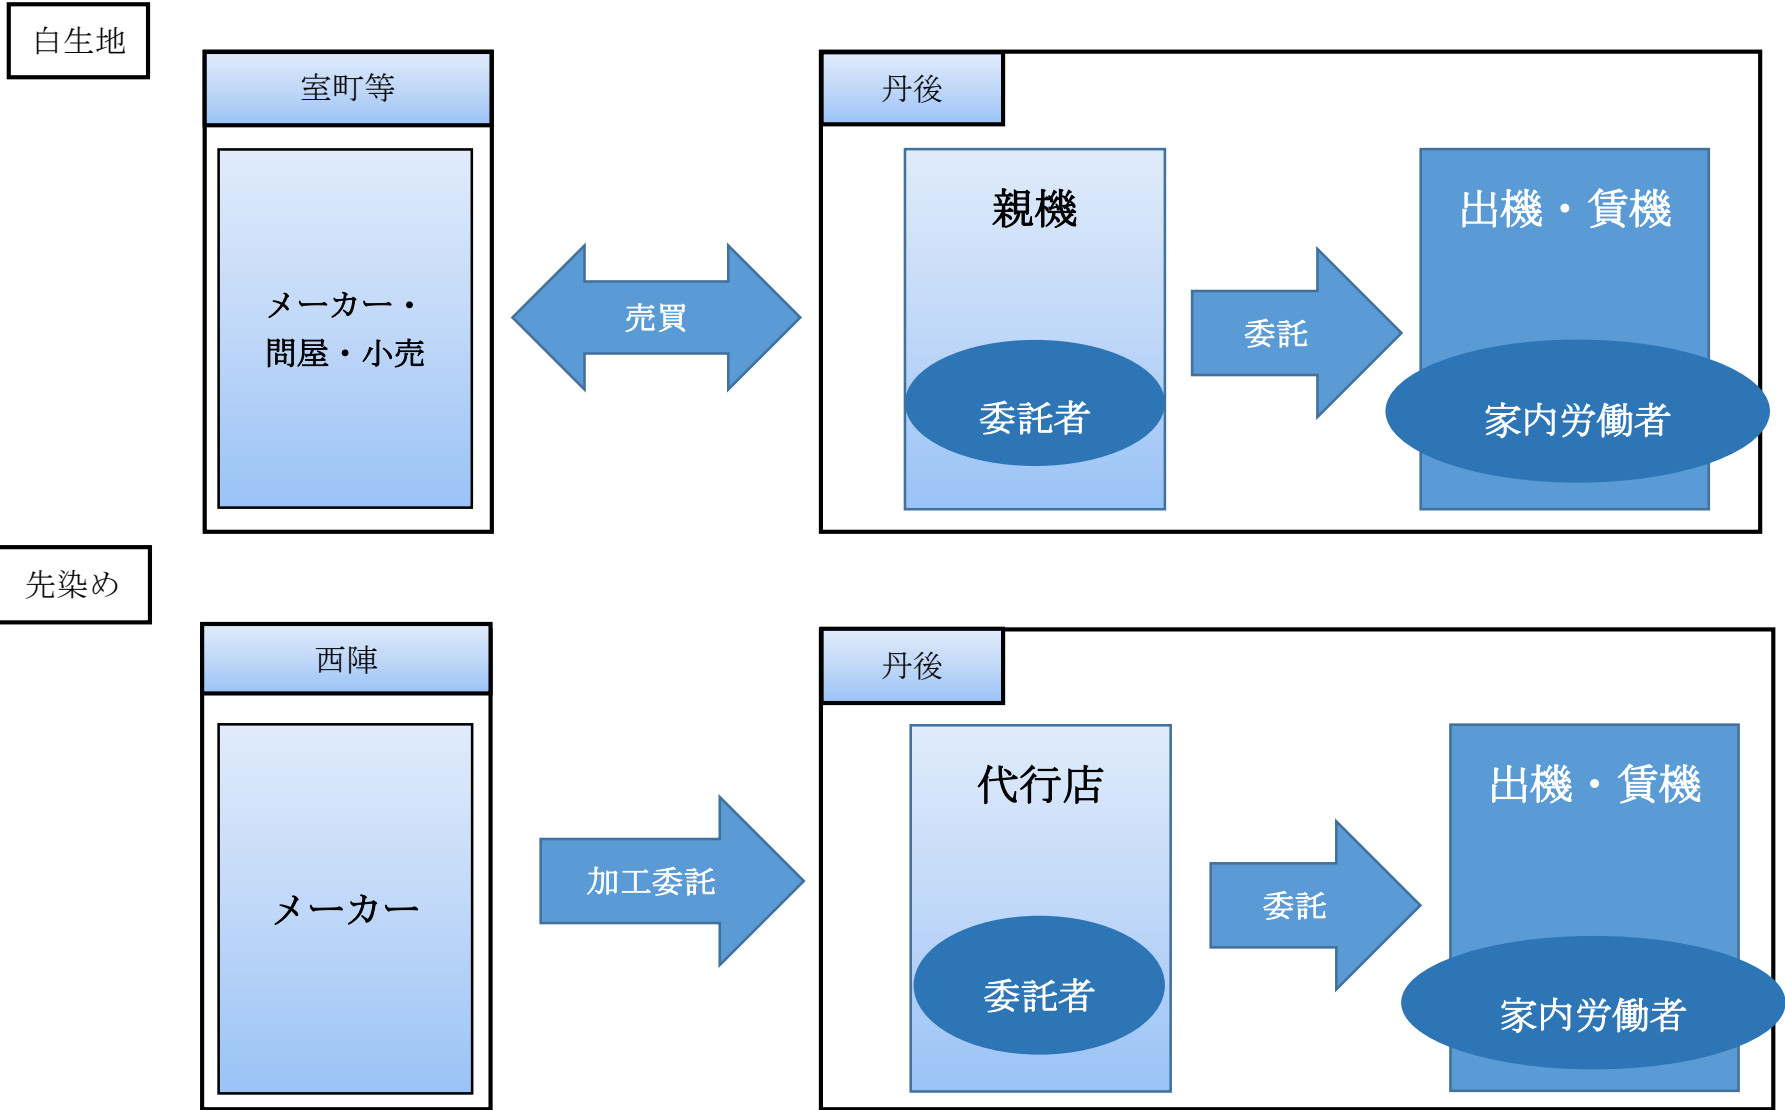 白生地
室町等
メーカー・
問屋・小売
売買
丹後
親機
委託者
委託
出機・賃機
家内労働者
先染め
西陣
メーカー
加工委託
丹後
代行店
委託者
委託
出機・賃機
家内労働者